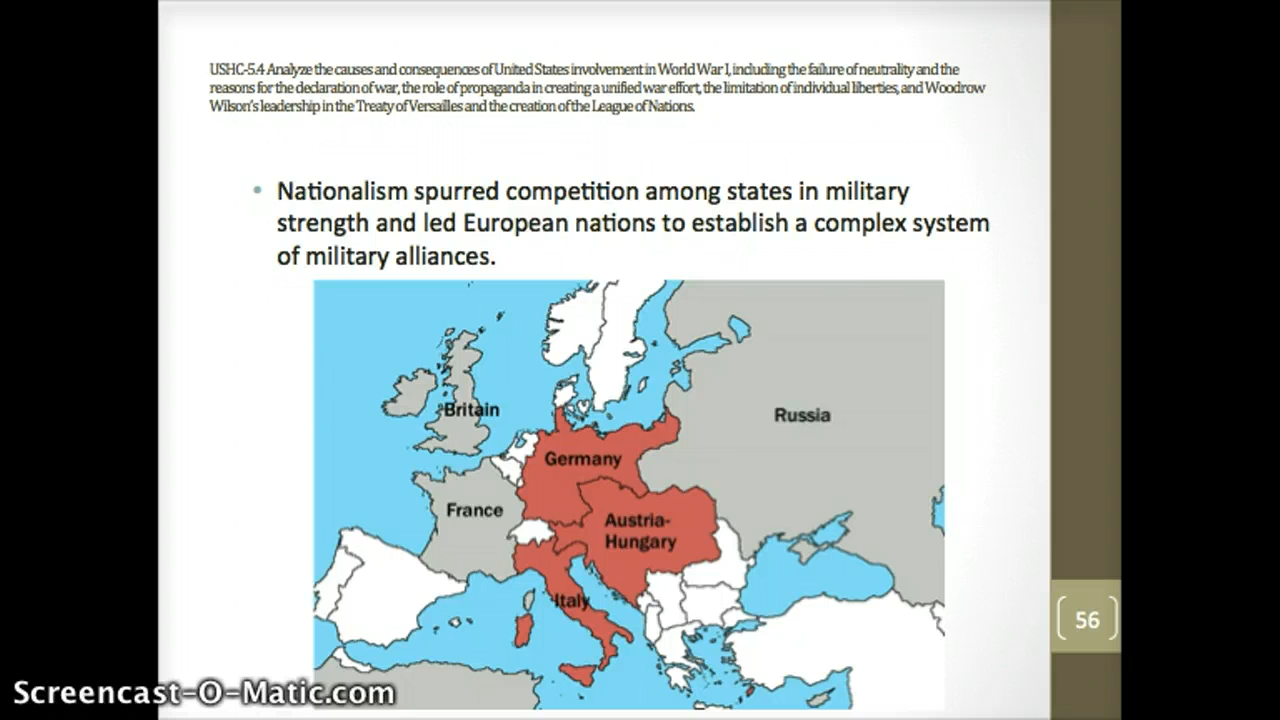 USHC-5.4 Analyze the causes and consequences of United States involvement in World War I, including the failure of neutrality and the
reasons for the declaration of war, the role of propaganda in creating a unified war effort, the limitation of individual liberties, and Woodrow
Wilson's leadership in the Treaty of Versailles and the creation of the League of Nations.
• Nationalism spurred competition among states in military
strength and led European nations to establish a complex system
of military alliances.
Britain
Russia
Germany
France
Austria-
Hungary
Italy
56
Screencast-O-Matic.com